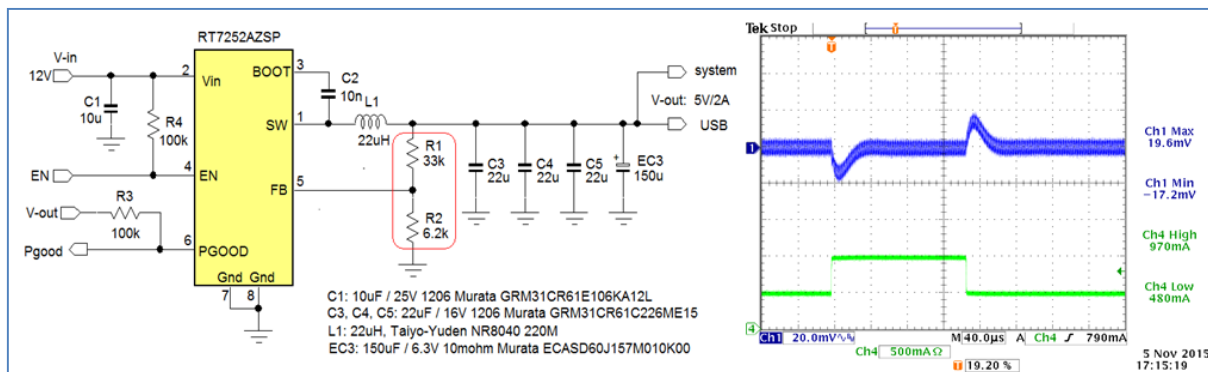 RT7252AZSP
V-in
12V
2
Vin
BOOT
3
C1
10u
R4
100k
C2
10n
L1
22uH
SW
1
system
V-out: 5V/2A
USB
R1
33k
C3
22u
C4
22u
C5
22u
+
EC3
150u
EN
4
EN
FB
5
R2
6.2k
V-out
R3
100k
Pgood
6
PGOOD
Gnd
Gnd
7
8
C1: 10uF / 25V 1206 Murata GRM31CR61E106KA12L
C3, C4, C5: 22uF / 16V 1206 Murata GRM31CR61C226ME15
L1: 22uH, Taiyo-Yuden NR8040 220M
EC3: 150uF / 6.3V 10mohm Murata ECASD60J157M010K00
Tek Stop
T
T
1
Ch1 Max
19.6mV
Ch1 Min
-17.2mV
Ch4 High
970mA
Ch4 Low
480mA
4
Ch1 20.0mV∿ M 40.0µs A Ch4 ʃ 790mA
Ch4 500mAΩ
T 19.20 %
5 Nov 2015
17:15:19